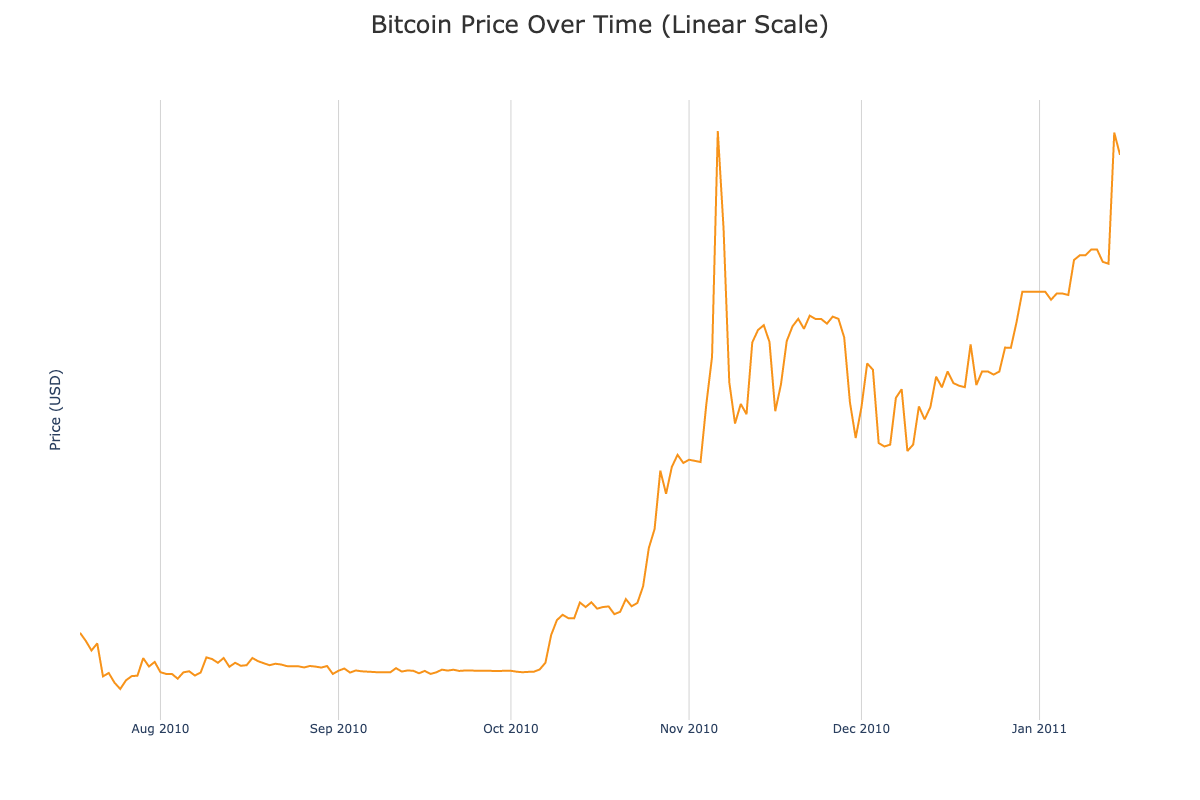 Bitcoin Price Over Time (Linear Scale)
Price (USD)
Aug 2010
Sep 2010
Oct 2010
Nov 2010
Dec 2010
Jan 2011